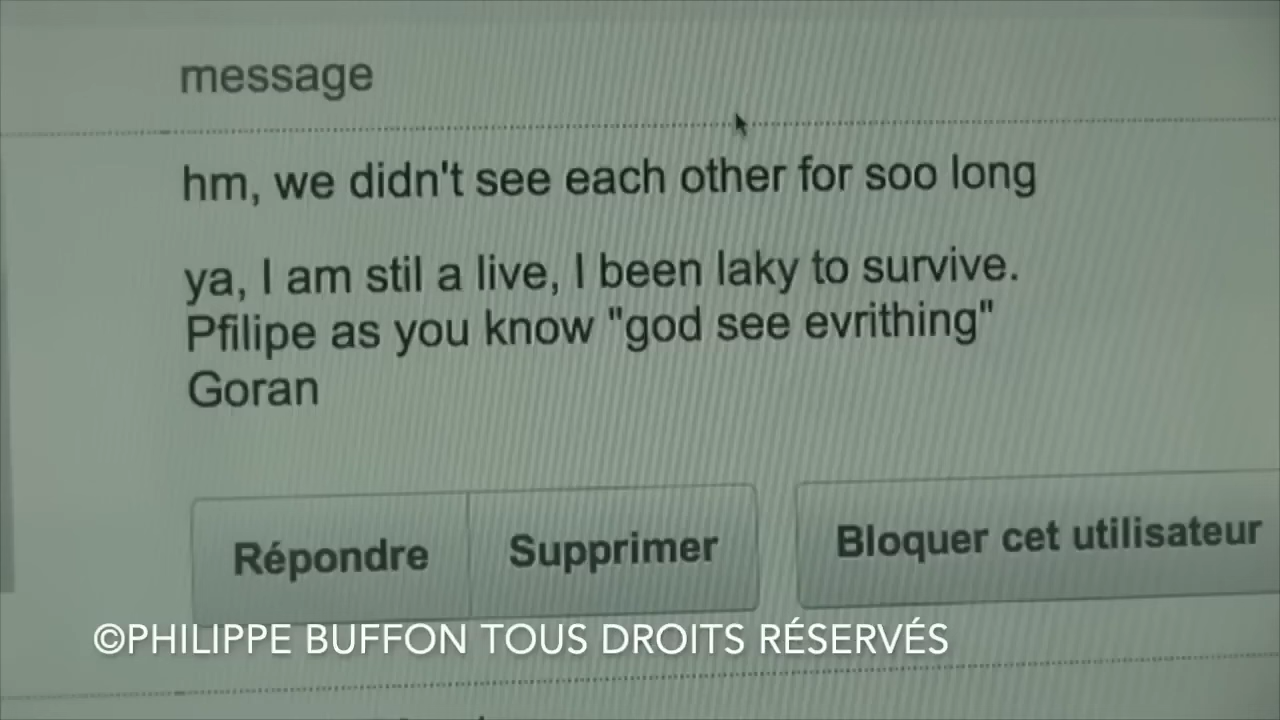 message
hm, we didn't see each other for soo long
ya, I am stil a live, I been laky to survive.
Pfilipe as you know "god see evrithing"
Goran
Répondre Supprimer Bloquer cet utilisateur
©PHILIPPE BUFFON TOUS DROITS RÉSERVÉS